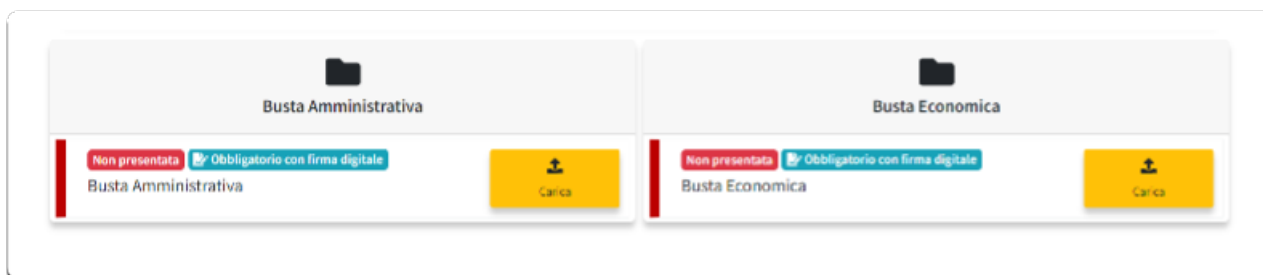 Busta Amministrativa
Non presentata Obbligatorio con firma digitale
Busta Amministrativa
Carica
Busta Economica
Non presentata Obbligatorio con firma digitale
Busta Economica
Carica